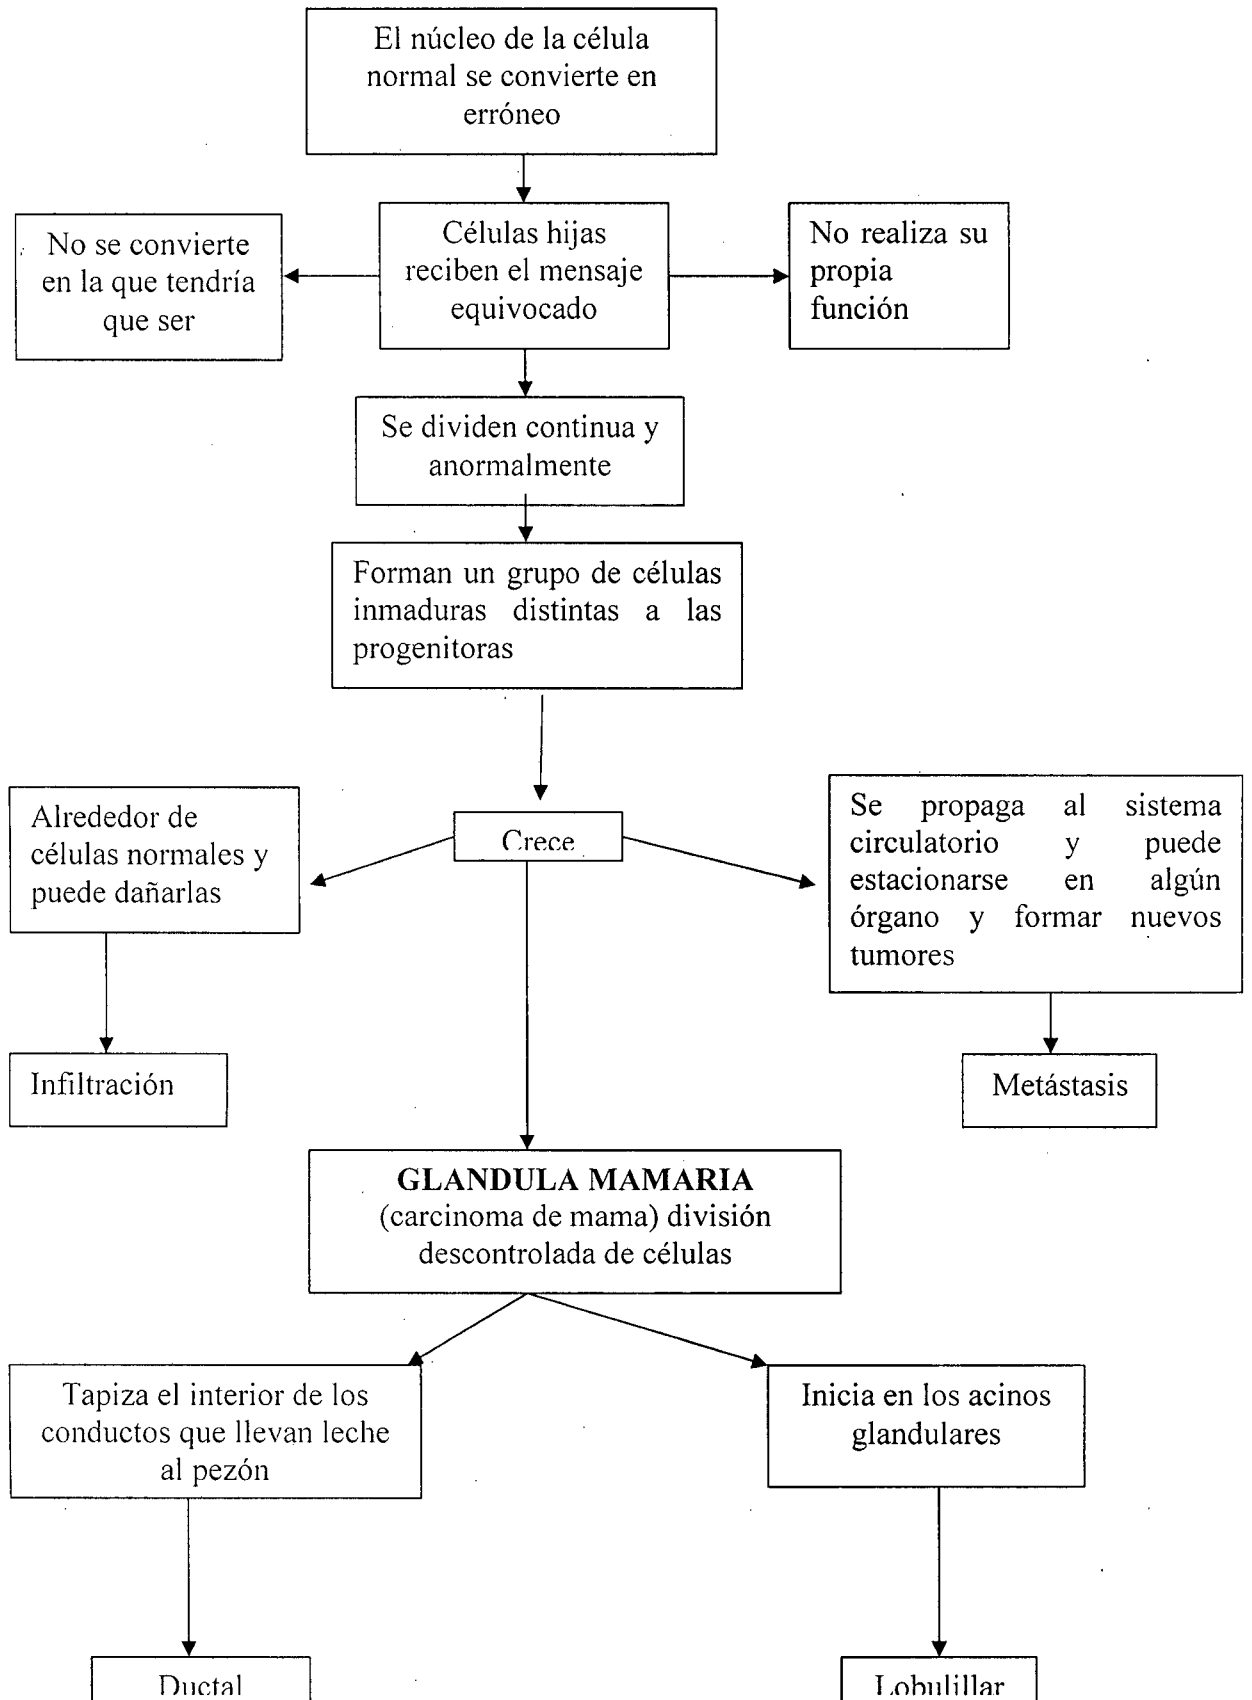 El núcleo de la célula
normal se convierte en
erróneo
No se convierte
en la que tendría
que ser
Células hijas
reciben el mensaje
equivocado
No realiza su
propia
función
Se dividen continua y
anormalmente
Forman un grupo de células
inmaduras distintas a las
progenitoras
Alrededor de
células normales y
puede dañarlas
Crece
Se propaga al sistema
circulatorio y puede
estacionarse en algún
órgano y formar nuevos
tumores
Infiltración
Metástasis
GLANDULA MAMARIA
(carcinoma de mama) división
descontrolada de células
Tapiza el interior de los
conductos que llevan leche
al pezón
Inicia en los acinos
glandulares
Ductal
Lobulillar